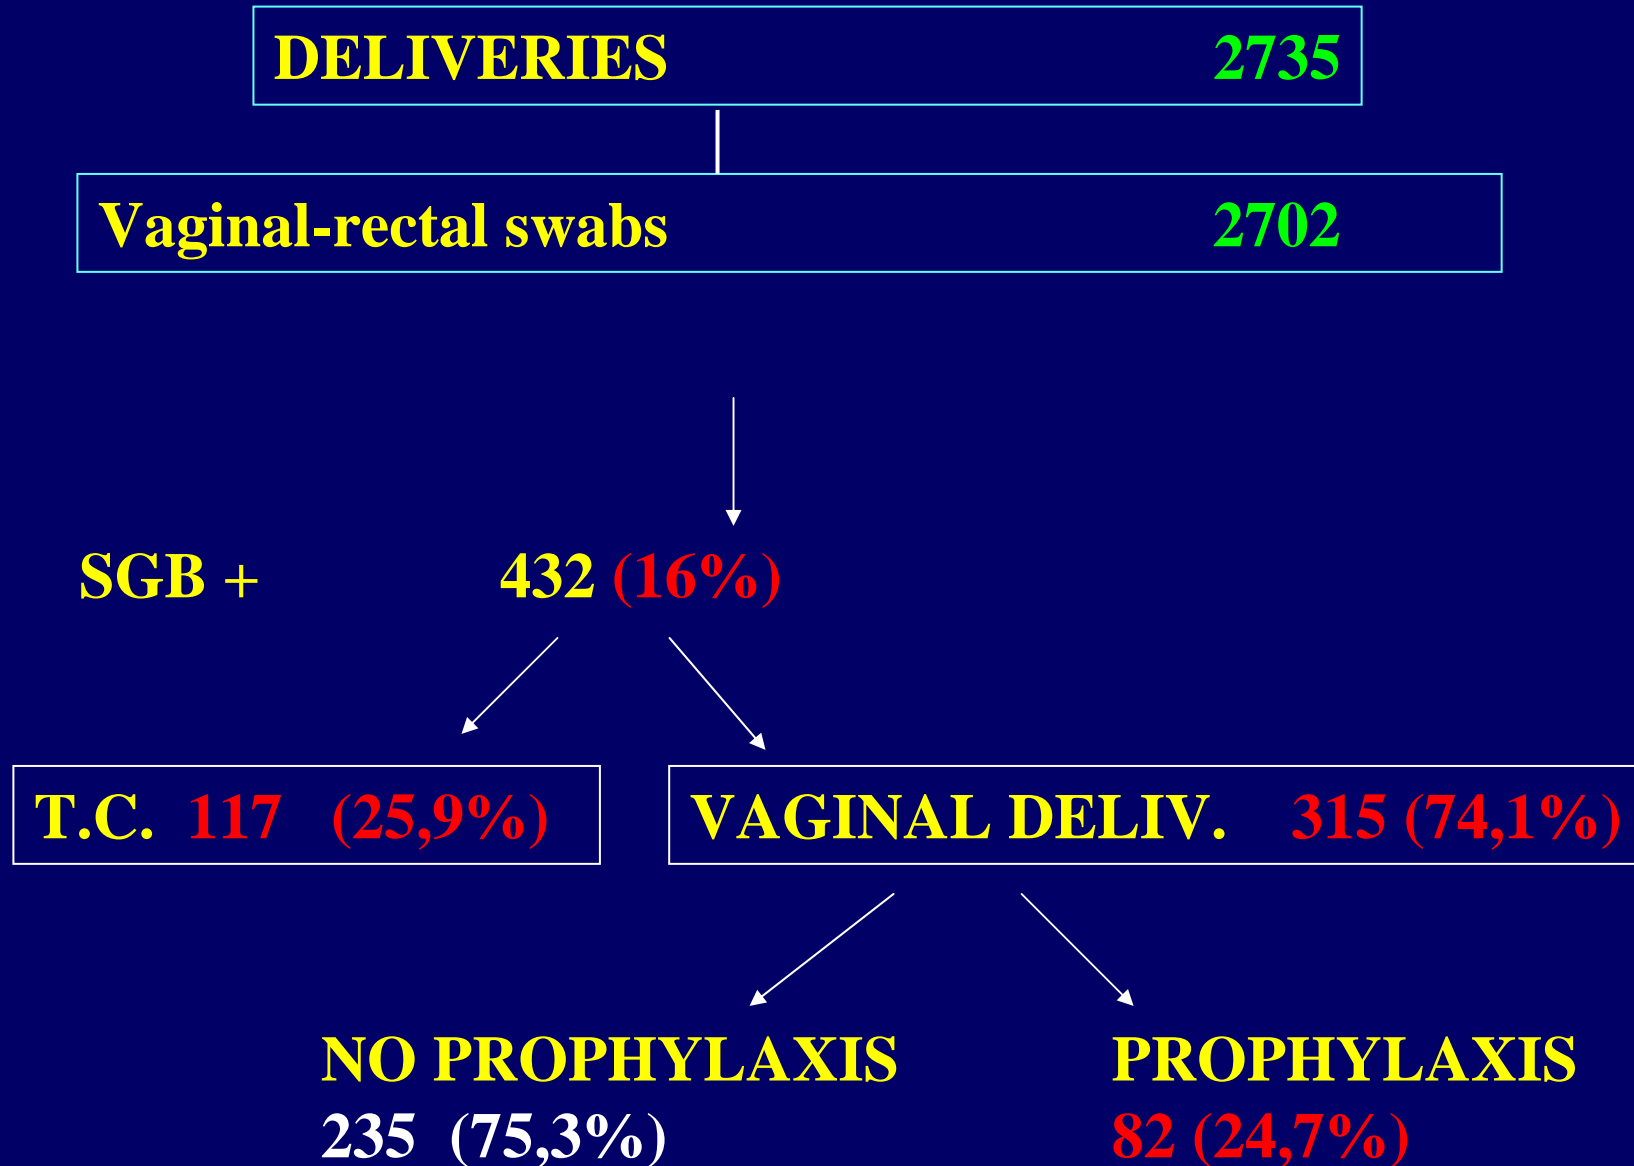 DELIVERIES 2735
Vaginal-rectal swabs 2702
SGB + 432 (16%)
T.C. 117 (25,9%) VAGINAL DELIV. 315 (74,1%)
NO PROPHYLAXIS PROPHYLAXIS
235 (75,3%) 82 (24,7%)